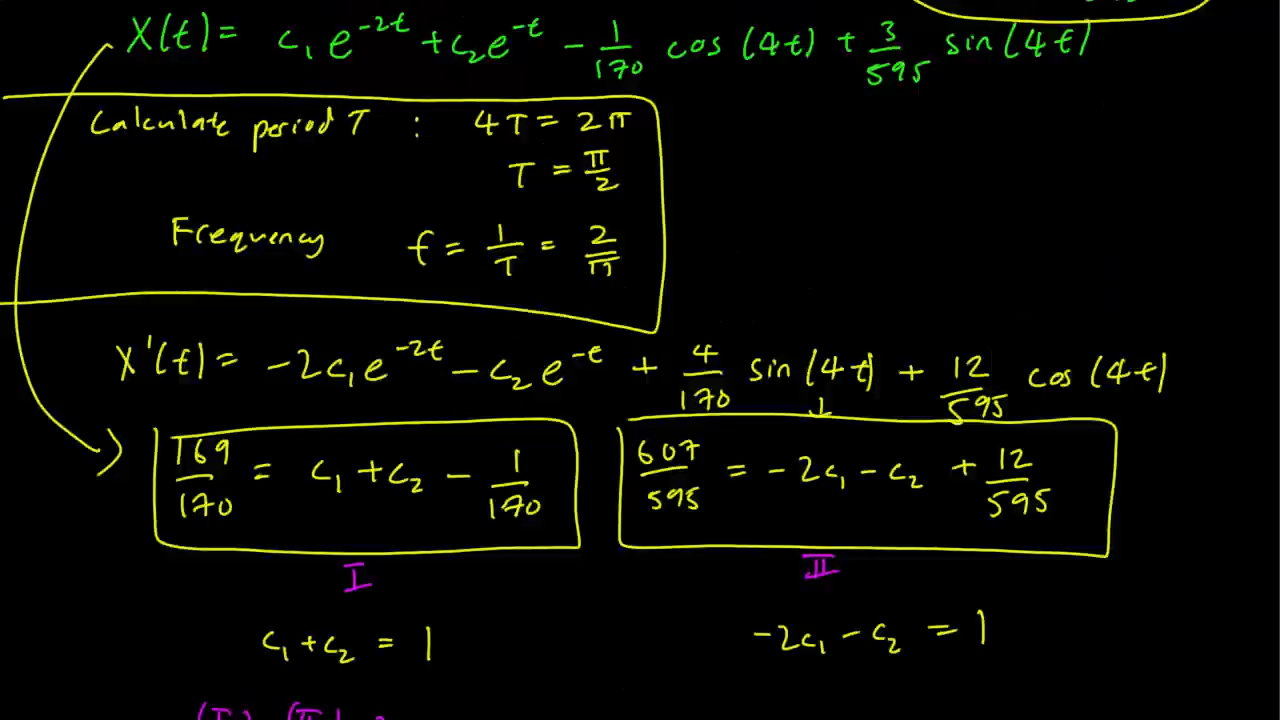 X(t) = c₁e^{-2t} + c₂e^{-t} - 1/170 cos(4t) + 3/595 sin(4t)
Calculate period T : 4T = 2π
T = π/2
Frequency f = 1/T = 2/π
X'(t) = -2c₁e^{-2t} - c₂e^{-t} + 4/170 sin(4t) + 12/595 cos(4t)
169/170 = c₁ + c₂ - 1/170
607/595 = -2c₁ - c₂ + 12/595
I
II
c₁ + c₂ = 1
-2c₁ - c₂ = 1